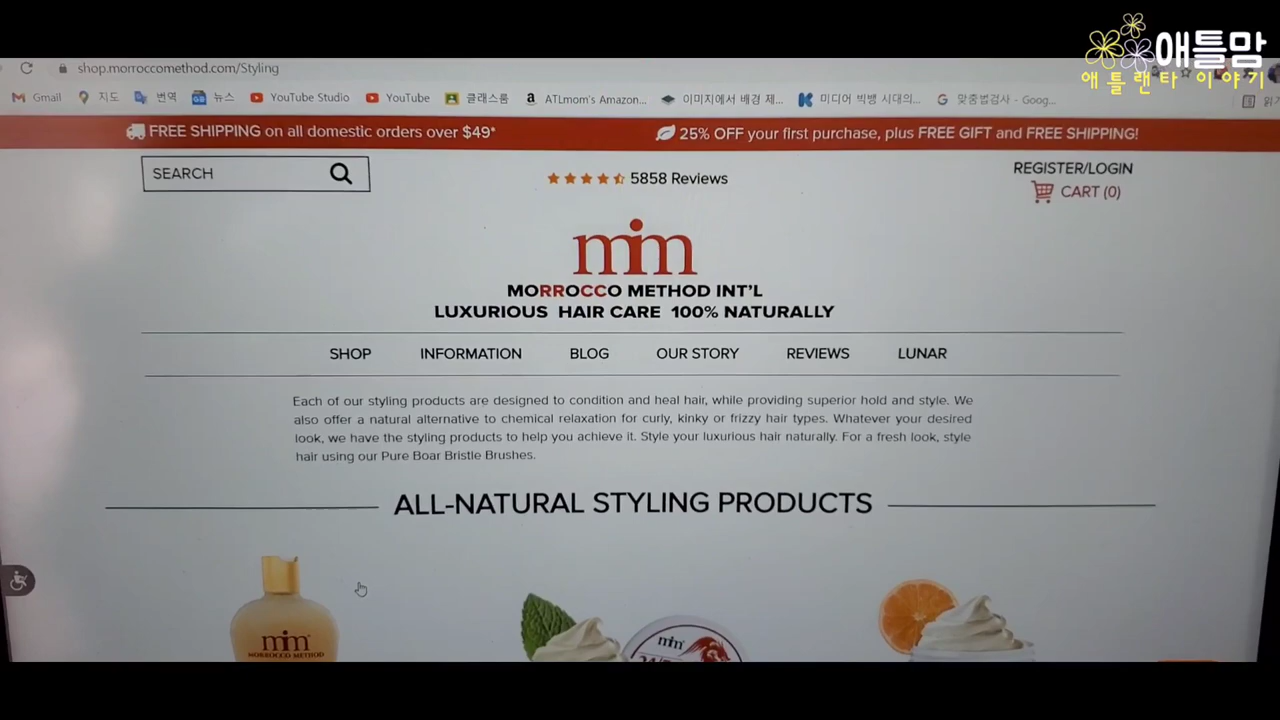 애틀맘
애틀랜타 이야기
shop.morroccomethod.com/Styling
Gmail 지도 번역 뉴스 YouTube Studio YouTube 클래스룸 ATLmom's Amazon... 이미지에서 배경 제... 미디어 빅뱅 시대의... 맞춤법검사 - Goog...
FREE SHIPPING on all domestic orders over $49*
25% OFF your first purchase, plus FREE GIFT and FREE SHIPPING!
SEARCH
5858 Reviews
REGISTER/LOGIN
CART (0)
mm
MORROCCO METHOD INT'L
LUXURIOUS HAIR CARE 100% NATURALLY
SHOP INFORMATION BLOG OUR STORY REVIEWS LUNAR
Each of our styling products are designed to condition and heal hair, while providing superior hold and style. We
also offer a natural alternative to chemical relaxation for curly, kinky or frizzy hair types. Whatever your desired
look, we have the styling products to help you achieve it. Style your luxurious hair naturally. For a fresh look, style
hair using our Pure Boar Bristle Brushes.
ALL-NATURAL STYLING PRODUCTS
mm
MORROCCO METHOD
mm